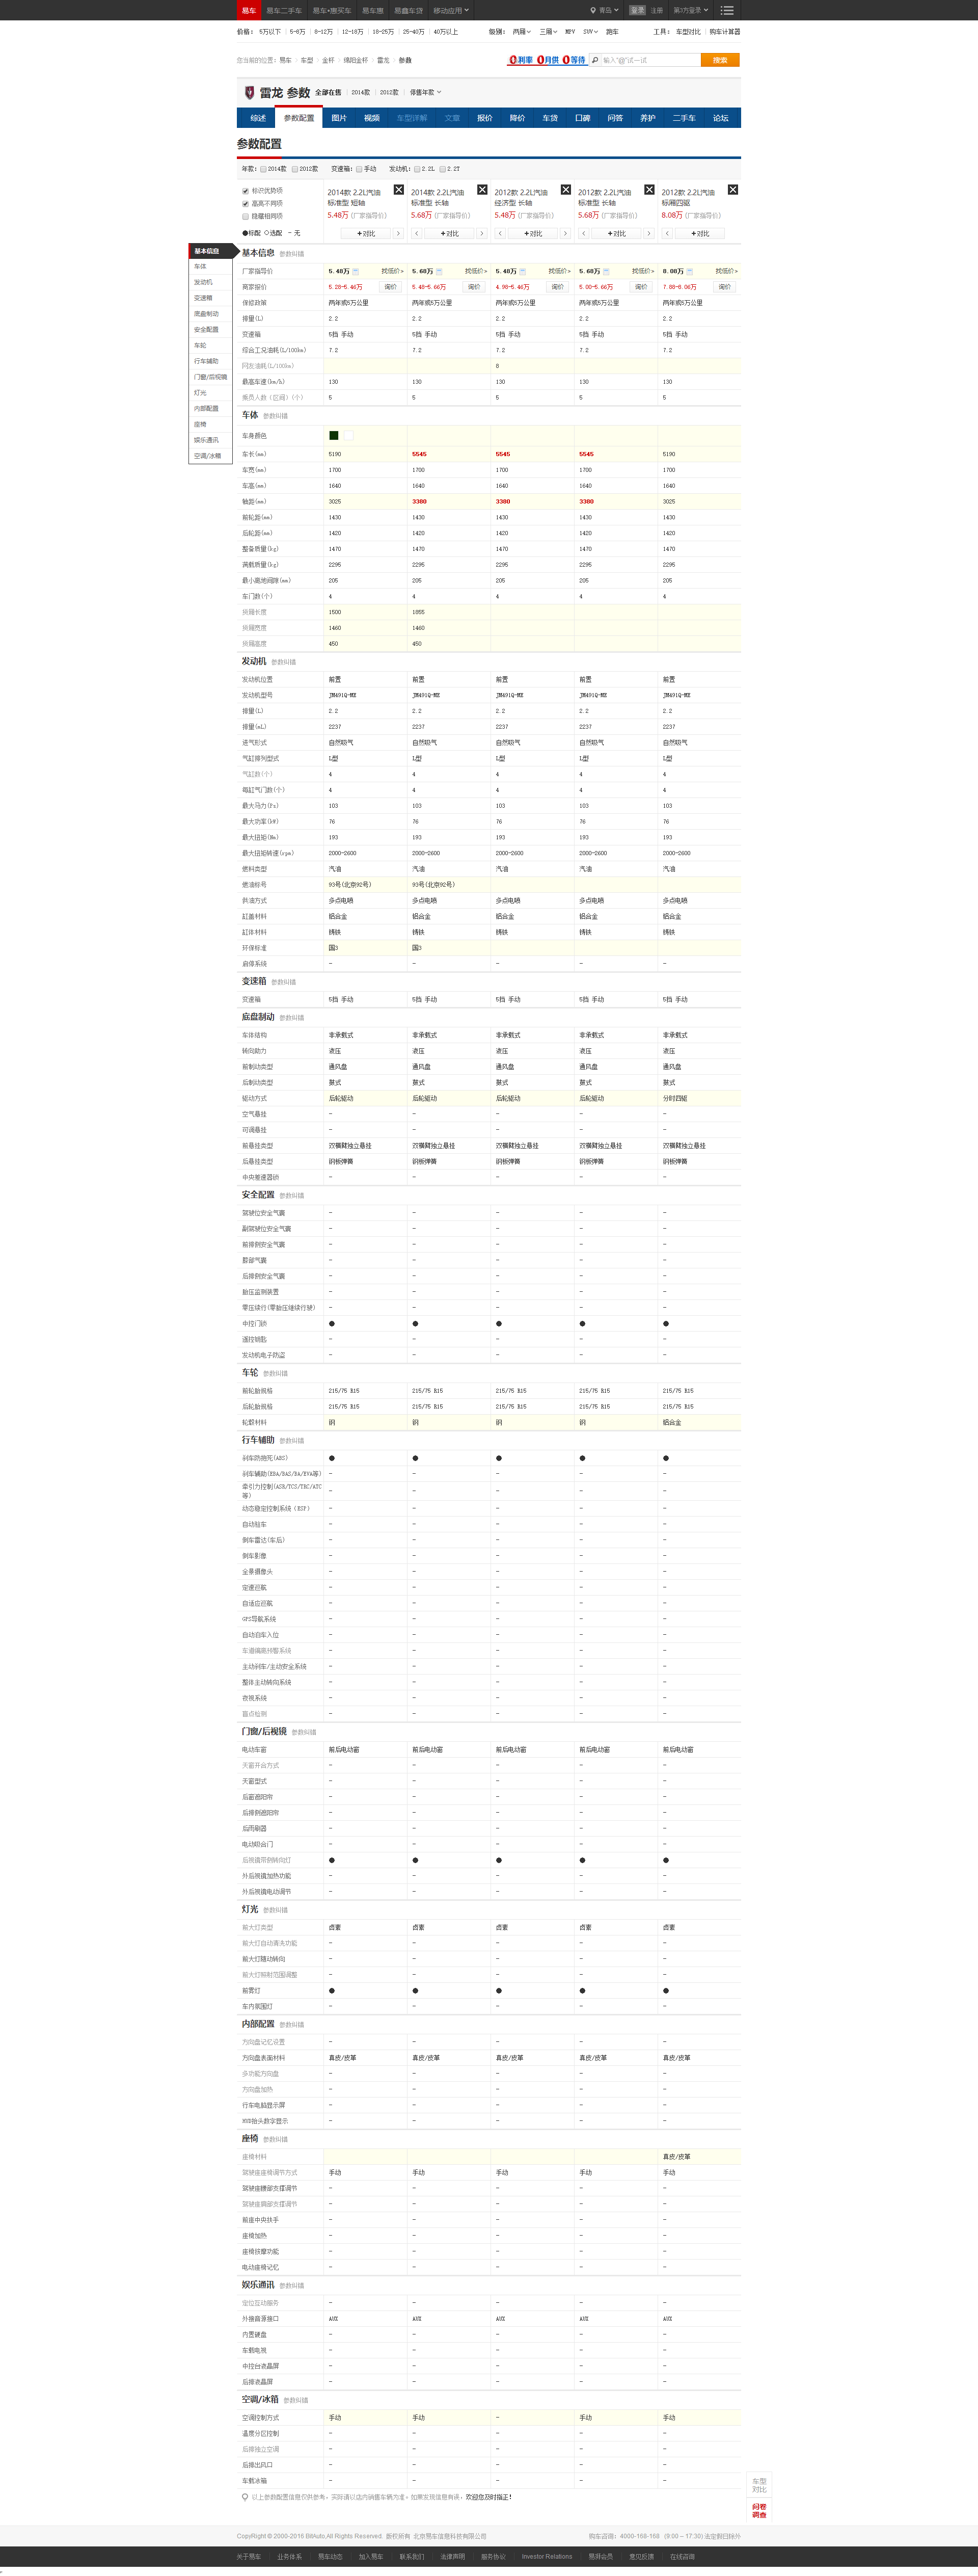 易车 易车二手车 易车•惠买车 易车惠 易鑫车贷 移动应用 青岛 登录 注册 第3方登录
价格: 5万以下 5-8万 8-12万 12-18万 18-25万 25-40万 40万以上 级别: 两厢 三厢 MPV SUV 跑车 工具: 车型对比 购车计算器
您当前的位置: 易车 > 车型 > 金杯 > 绵阳金杯 > 雷龙 > 参数 0利率 0月供 0等待 输入"@"试一试 搜索
雷龙 参数 全部在售 2014款 2012款 停售年款
综述 参数配置 图片 视频 车型详解 文章 报价 降价 车贷 口碑 问答 养护 二手车 论坛
参数配置
年款: 2014款 2012款 变速箱: 手动 发动机: 2.2L 2.2T
标识优势项
高亮不同项
隐藏相同项
●标配 ○选配 - 无
2014款 2.2L汽油 标准型 短轴 5.48万 (厂家指导价)
2014款 2.2L汽油 标准型 长轴 5.68万 (厂家指导价)
2012款 2.2L汽油 经济型 长轴 5.48万 (厂家指导价)
2012款 2.2L汽油 标准型 长轴 5.68万 (厂家指导价)
2012款 2.2L汽油 标厢四驱 8.08万 (厂家指导价)
+对比 +对比 +对比 +对比 +对比
基本信息
车体
发动机
变速箱
底盘制动
安全配置
车轮
行车辅助
门窗/后视镜
灯光
内部配置
座椅
娱乐通讯
空调/冰箱
基本信息 参数纠错
厂家指导价 5.48万 找低价> 5.68万 找低价> 5.48万 找低价> 5.68万 找低价> 8.08万 找低价>
商家报价 5.28-5.46万 询价 5.48-5.66万 询价 4.98-5.46万 询价 5.00-5.66万 询价 7.88-8.06万 询价
保修政策 两年或5万公里 两年或5万公里 两年或5万公里 两年或5万公里 两年或5万公里
排量(L) 2.2 2.2 2.2 2.2 2.2
变速箱 5档 手动 5档 手动 5档 手动 5档 手动 5档 手动
综合工况油耗(L/100km) 7.2 7.2 7.2 7.2 7.2
网友油耗(L/100km) 8
最高车速(km/h) 130 130 130 130 130
乘员人数（区间）(个) 5 5 5 5 5
车体 参数纠错
车身颜色
车长(mm) 5190 5545 5545 5545 5190
车宽(mm) 1700 1700 1700 1700 1700
车高(mm) 1640 1640 1640 1640 1640
轴距(mm) 3025 3380 3380 3380 3025
前轮距(mm) 1430 1430 1430 1430 1430
后轮距(mm) 1420 1420 1420 1420 1420
整备质量(kg) 1470 1470 1470 1470 1470
满载质量(kg) 2295 2295 2295 2295 2295
最小离地间隙(mm) 205 205 205 205 205
车门数(个) 4 4 4 4 4
货厢长度 1500 1855
货厢宽度 1460 1460
货厢高度 450 450
发动机 参数纠错
发动机位置 前置 前置 前置 前置 前置
发动机型号 JM491Q-ME JM491Q-ME JM491Q-ME JM491Q-ME JM491Q-ME
排量(L) 2.2 2.2 2.2 2.2 2.2
排量(mL) 2237 2237 2237 2237 2237
进气形式 自然吸气 自然吸气 自然吸气 自然吸气 自然吸气
气缸排列型式 L型 L型 L型 L型 L型
气缸数(个) 4 4 4 4 4
每缸气门数(个) 4 4 4 4 4
最大马力(Ps) 103 103 103 103 103
最大功率(kW) 76 76 76 76 76
最大扭矩(Nm) 193 193 193 193 193
最大扭矩转速(rpm) 2000-2600 2000-2600 2000-2600 2000-2600 2000-2600
燃料类型 汽油 汽油 汽油 汽油 汽油
燃油标号 93号(北京92号) 93号(北京92号)
供油方式 多点电喷 多点电喷 多点电喷 多点电喷 多点电喷
缸盖材料 铝合金 铝合金 铝合金 铝合金 铝合金
缸体材料 铸铁 铸铁 铸铁 铸铁 铸铁
环保标准 国3 国3
启停系统 - - - - -
变速箱 参数纠错
变速箱 5档 手动 5档 手动 5档 手动 5档 手动 5档 手动
底盘制动 参数纠错
车体结构 非承载式 非承载式 非承载式 非承载式 非承载式
转向助力 液压 液压 液压 液压 液压
前制动类型 通风盘 通风盘 通风盘 通风盘 通风盘
后制动类型 鼓式 鼓式 鼓式 鼓式 鼓式
驱动方式 后轮驱动 后轮驱动 后轮驱动 后轮驱动 分时四驱
空气悬挂 - - - - -
可调悬挂 - - - - -
前悬挂类型 双横臂独立悬挂 双横臂独立悬挂 双横臂独立悬挂 双横臂独立悬挂 双横臂独立悬挂
后悬挂类型 钢板弹簧 钢板弹簧 钢板弹簧 钢板弹簧 钢板弹簧
中央差速器锁 - - - - -
安全配置 参数纠错
驾驶位安全气囊 - - - - -
副驾驶位安全气囊 - - - - -
前排侧安全气囊 - - - - -
膝部气囊 - - - - -
后排侧安全气囊 - - - - -
胎压监测装置 - - - - -
零压续行(零胎压继续行驶) - - - - -
中控门锁 ● ● ● ● ●
遥控钥匙 - - - - -
发动机电子防盗 - - - - -
车轮 参数纠错
前轮胎规格 215/75 R15 215/75 R15 215/75 R15 215/75 R15 215/75 R15
后轮胎规格 215/75 R15 215/75 R15 215/75 R15 215/75 R15 215/75 R15
轮毂材料 钢 钢 钢 钢 铝合金
行车辅助 参数纠错
刹车防抱死(ABS) ● ● ● ● ●
刹车辅助(EBA/BAS/BA/EVA等) - - - - -
牵引力控制(ASR/TCS/TRC/ATC等) - - - - -
动态稳定控制系统（ESP） - - - - -
自动驻车 - - - - -
倒车雷达(车后) - - - - -
倒车影像 - - - - -
全景摄像头 - - - - -
定速巡航 - - - - -
自适应巡航 - - - - -
GPS导航系统 - - - - -
自动泊车入位 - - - - -
车道偏离预警系统 - - - - -
主动刹车/主动安全系统 - - - - -
整体主动转向系统 - - - - -
夜视系统 - - - - -
盲点检测 - - - - -
门窗/后视镜 参数纠错
电动车窗 前后电动窗 前后电动窗 前后电动窗 前后电动窗 前后电动窗
天窗开合方式 - - - - -
天窗型式 - - - - -
后窗遮阳帘 - - - - -
后排侧遮阳帘 - - - - -
后雨刷器 - - - - -
电动吸合门 - - - - -
后视镜带侧转向灯 ● ● ● ● ●
外后视镜加热功能 - - - - -
外后视镜电动调节 - - - - -
灯光 参数纠错
前大灯类型 卤素 卤素 卤素 卤素 卤素
前大灯自动清洗功能 - - - - -
前大灯随动转向 - - - - -
前大灯照射范围调整 - - - - -
前雾灯 ● ● ● ● ●
车内氛围灯 - - - - -
内部配置 参数纠错
方向盘记忆设置 - - - - -
方向盘表面材料 真皮/皮革 真皮/皮革 真皮/皮革 真皮/皮革 真皮/皮革
多功能方向盘 - - - - -
方向盘加热 - - - - -
行车电脑显示屏 - - - - -
HUD抬头数字显示 - - - - -
座椅 参数纠错
座椅材料 真皮/皮革
驾驶座座椅调节方式 手动 手动 手动 手动 手动
驾驶座腰部支撑调节 - - - - -
驾驶座肩部支撑调节 - - - - -
前座中央扶手 - - - - -
座椅加热 - - - - -
座椅按摩功能 - - - - -
电动座椅记忆 - - - - -
娱乐通讯 参数纠错
定位互动服务 - - - - -
外接音源接口 AUX AUX AUX AUX AUX
内置硬盘 - - - - -
车载电视 - - - - -
中控台液晶屏 - - - - -
后排液晶屏 - - - - -
空调/冰箱 参数纠错
空调控制方式 手动 手动 - 手动 手动
温度分区控制 - - - - -
后排独立空调 - - - - -
后排出风口 - - - - -
车载冰箱 - - - - -
以上参数配置信息仅供参考，实际请以店内销售车辆为准，如果发现信息有误，欢迎您及时指正！
车型对比
问卷调查
CopyRight © 2000-2016 BitAuto,All Rights Reserved. 版权所有 北京易车信息科技有限公司 购车咨询：4000-168-168 (9:00 – 17:30) 法定假日除外
关于易车 业务体系 易车动态 加入易车 联系我们 法律声明 服务协议 Investor Relations 易湃会员 意见反馈 在线咨询